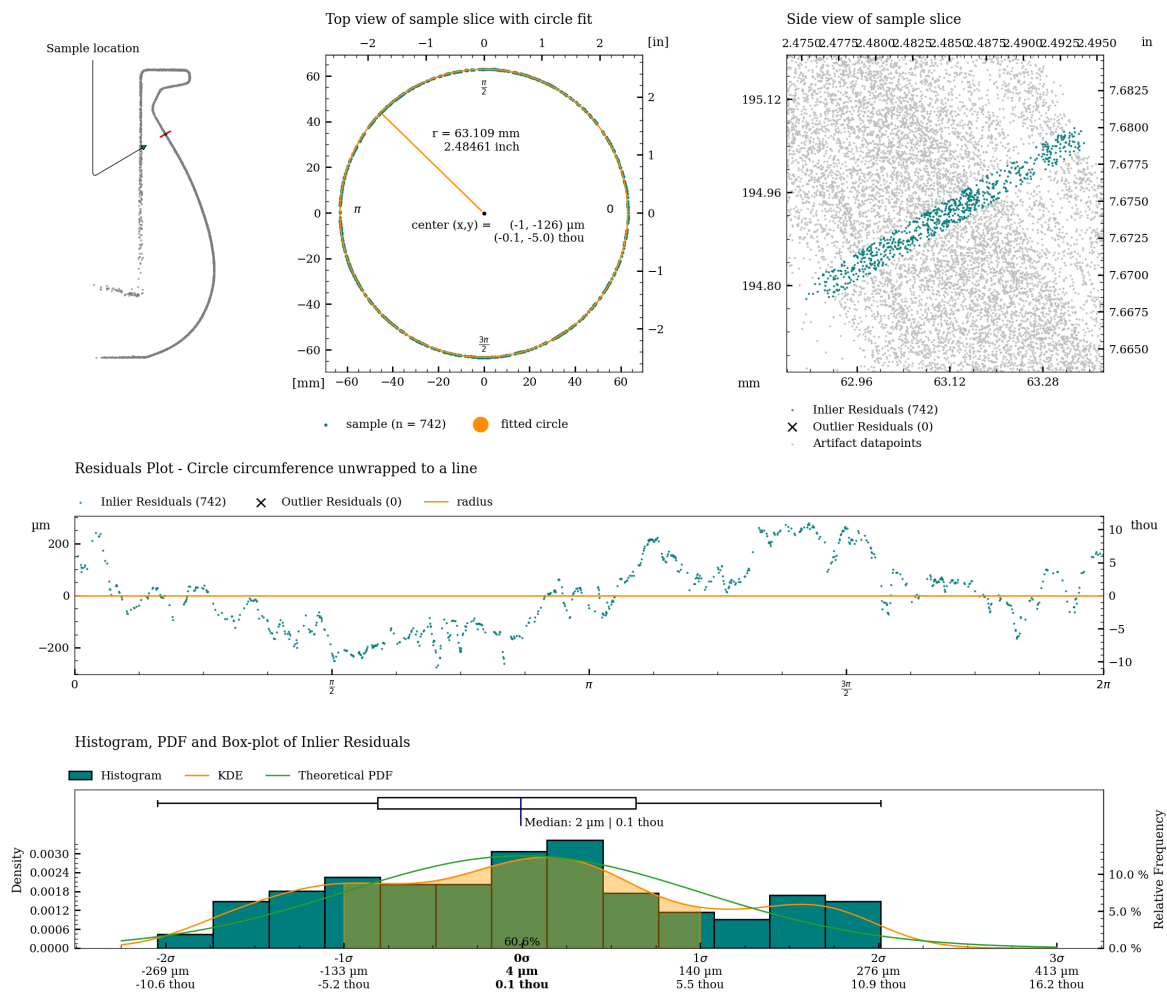 Sample location
Top view of sample slice with circle fit
−2 −1 0 1 2 [in]
60
40
20
0
−20
−40
−60
2
1
0
−1
−2
π/2
r = 63.109 mm
2.48461 inch
π
0
center (x,y) = (-1, -126) µm
(-0.1, -5.0) thou
3π/2
[mm] −60 −40 −20 0 20 40 60
sample (n = 742) fitted circle
Side view of sample slice
2.4750 2.4775 2.4800 2.4825 2.4850 2.4875 2.4900 2.4925 2.4950 in
195.12
194.96
194.80
7.6825
7.6800
7.6775
7.6750
7.6725
7.6700
7.6675
7.6650
mm 62.96 63.12 63.28
Inlier Residuals (742)
Outlier Residuals (0)
Artifact datapoints
Residuals Plot - Circle circumference unwrapped to a line
Inlier Residuals (742) Outlier Residuals (0) radius
µm
200
0
−200
thou
10
5
0
−5
−10
0 π/2 π 3π/2 2π
Histogram, PDF and Box-plot of Inlier Residuals
Histogram KDE Theoretical PDF
Median: 2 µm | 0.1 thou
Density
0.0030
0.0024
0.0018
0.0012
0.0006
0.0000
Relative Frequency
10.0 %
5.0 %
0.0 %
60.6%
-2σ -1σ 0σ 1σ 2σ 3σ
-269 µm -133 µm 4 µm 140 µm 276 µm 413 µm
-10.6 thou -5.2 thou 0.1 thou 5.5 thou 10.9 thou 16.2 thou